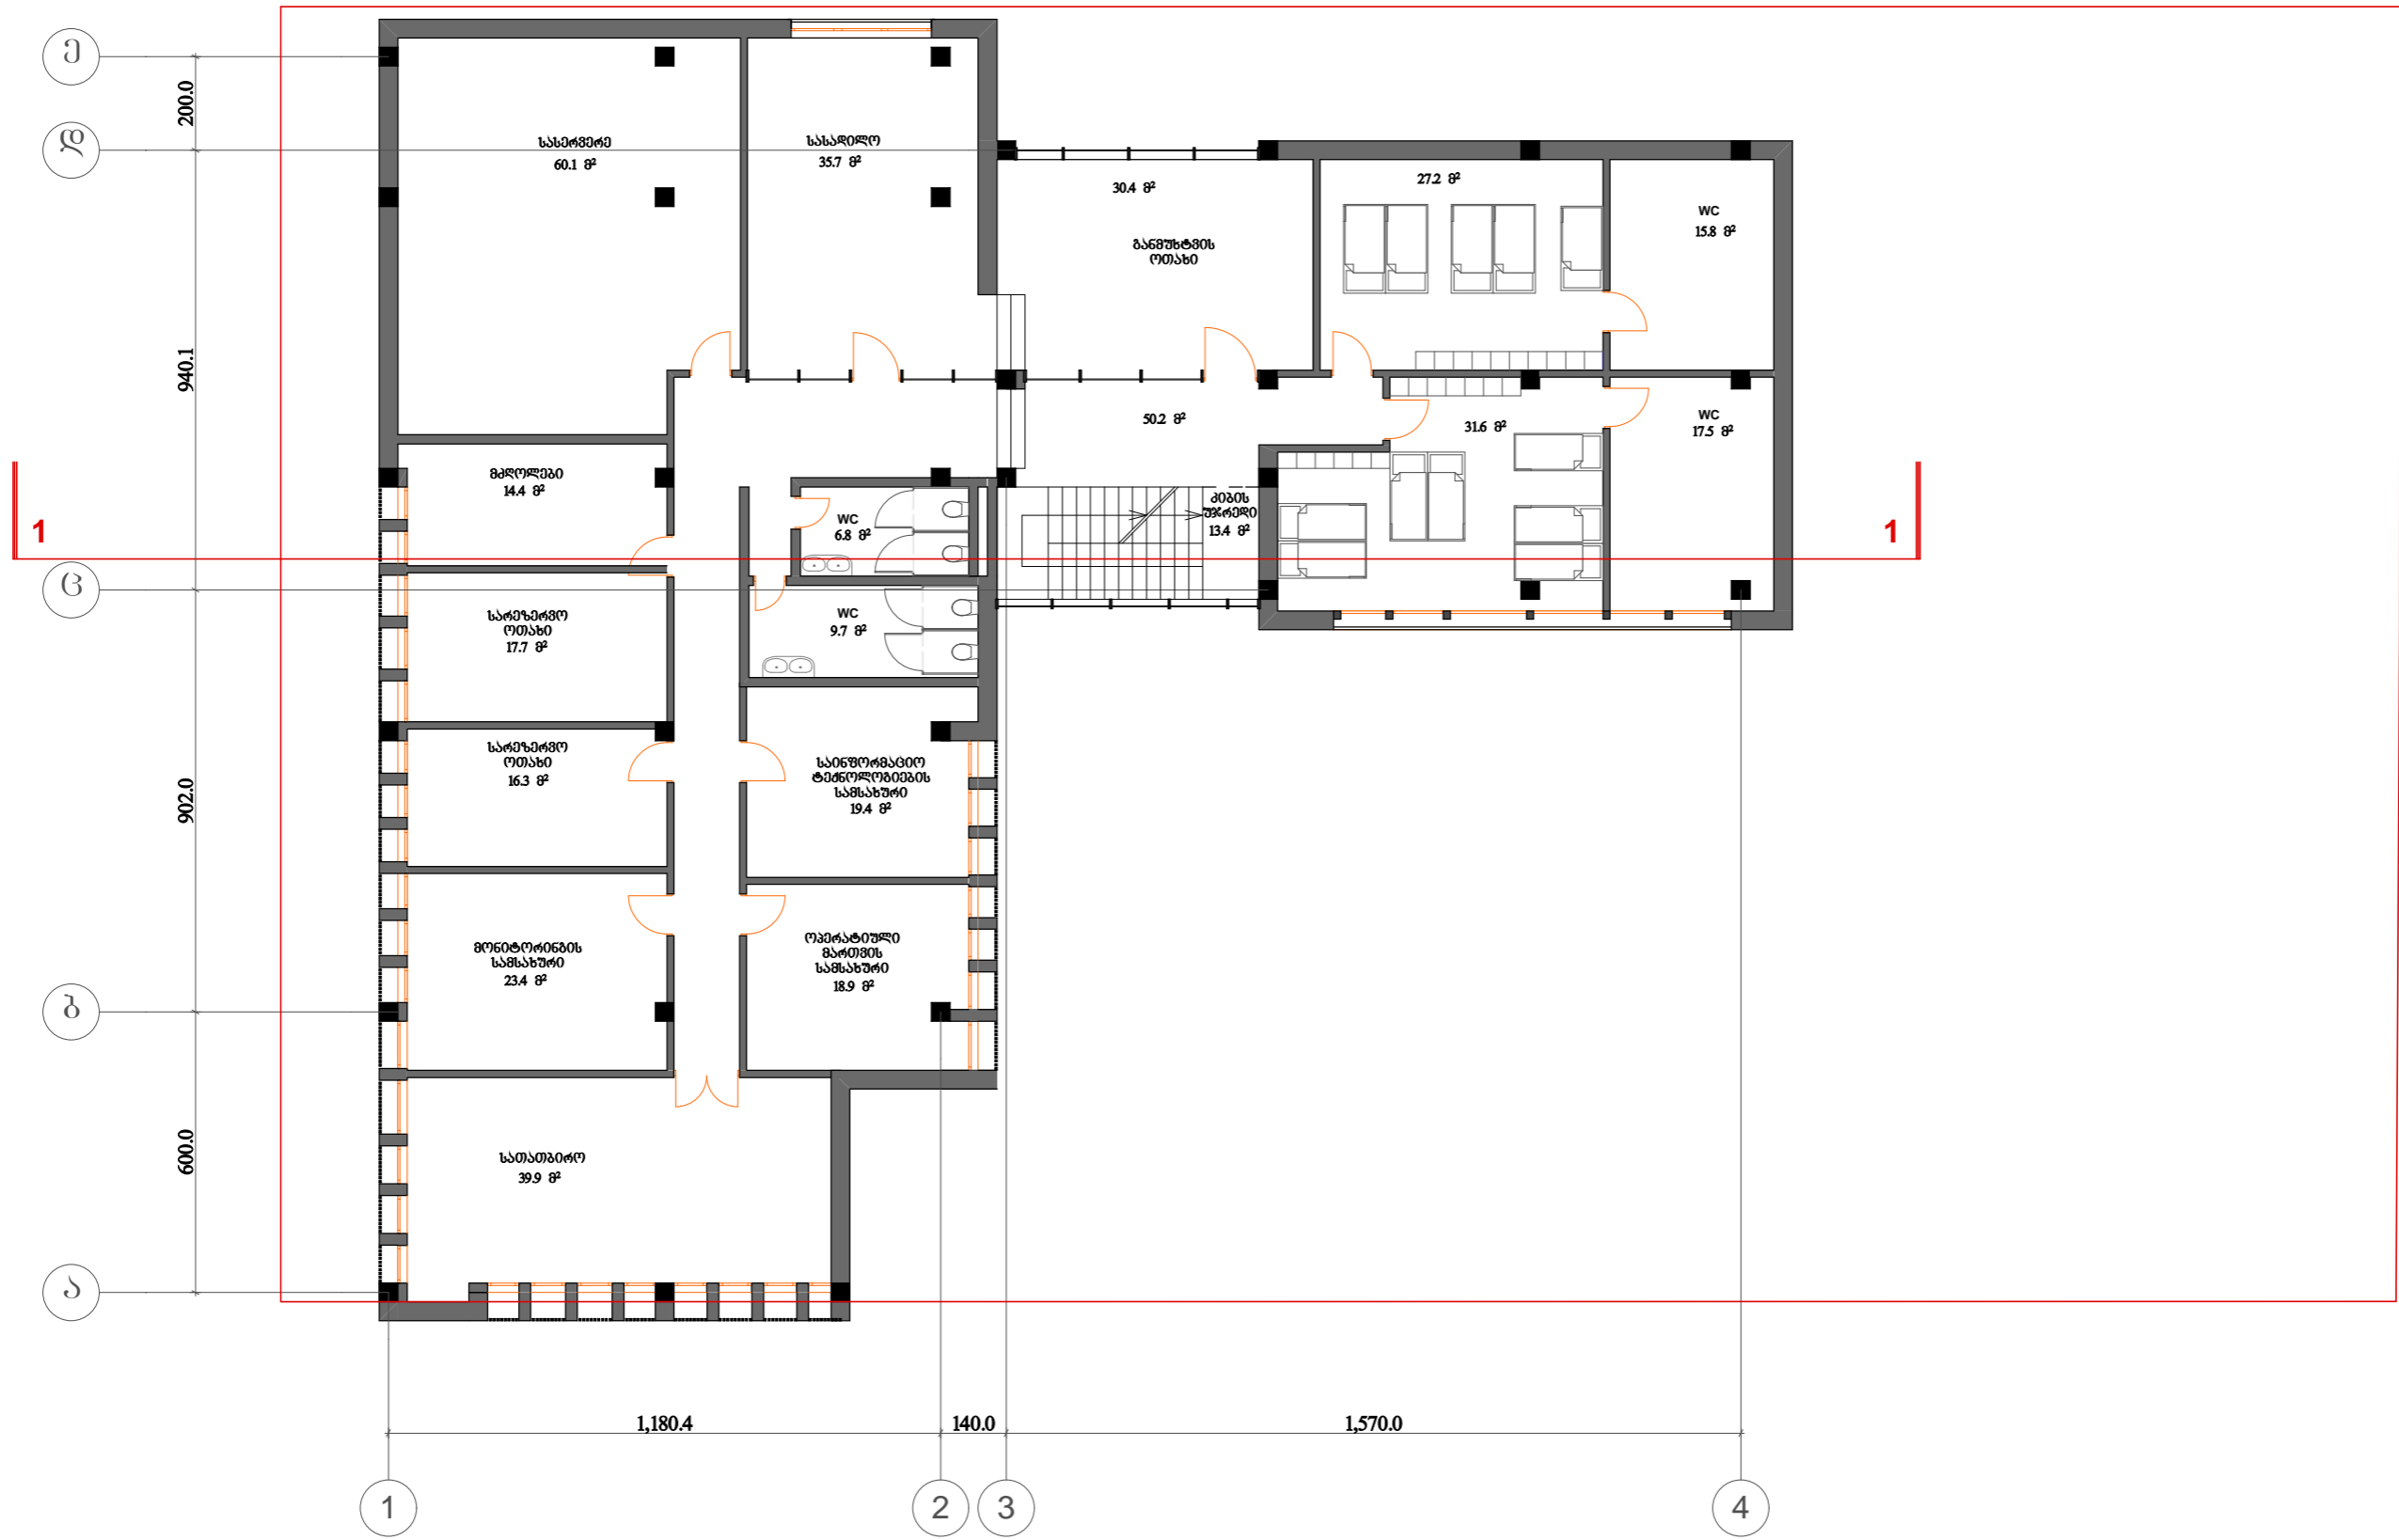 ე
დ
ც
ბ
ა
200.0
940.1
902.0
600.0
სასერვერე
60.1 მ²
სასადილო
35.7 მ²
30.4 მ²
განმუხტვის
ოთახი
27.2 მ²
WC
15.8 მ²
50.2 მ²
31.6 მ²
WC
17.5 მ²
მძღოლები
14.4 მ²
WC
6.8 მ²
კიბის
უჯრედი
13.4 მ²
1
1
სარეზერვო
ოთახი
17.7 მ²
WC
9.7 მ²
სარეზერვო
ოთახი
16.3 მ²
საინფორმაციო
ტექნოლოგიების
სამსახური
19.4 მ²
მონიტორინგის
სამსახური
23.4 მ²
ოპერატიული
მართვის
სამსახური
18.9 მ²
სათათბირო
39.9 მ²
1,180.4
140.0
1,570.0
1
2
3
4